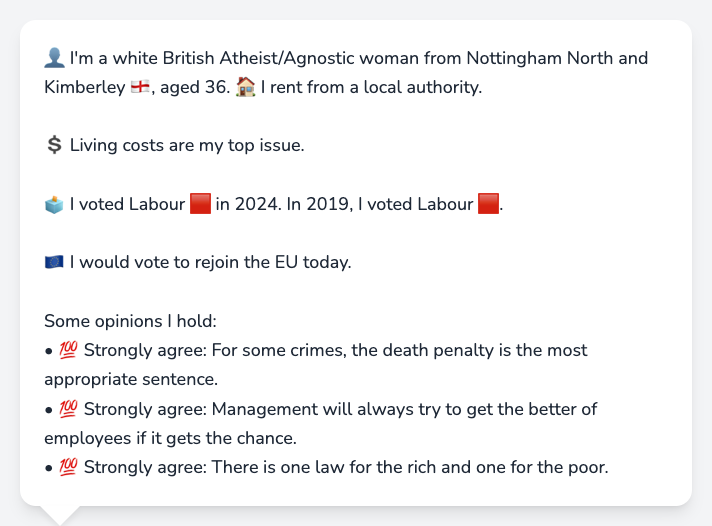 👤 I'm a white British Atheist/Agnostic woman from Nottingham North and
Kimberley 🏴󠁧󠁢󠁥󠁮󠁧󠁿, aged 36. 🏠 I rent from a local authority.
💲 Living costs are my top issue.
🗳️ I voted Labour 🟥 in 2024. In 2019, I voted Labour 🟥.
🇪🇺 I would vote to rejoin the EU today.
Some opinions I hold:
• 💯 Strongly agree: For some crimes, the death penalty is the most
appropriate sentence.
• 💯 Strongly agree: Management will always try to get the better of
employees if it gets the chance.
• 💯 Strongly agree: There is one law for the rich and one for the poor.